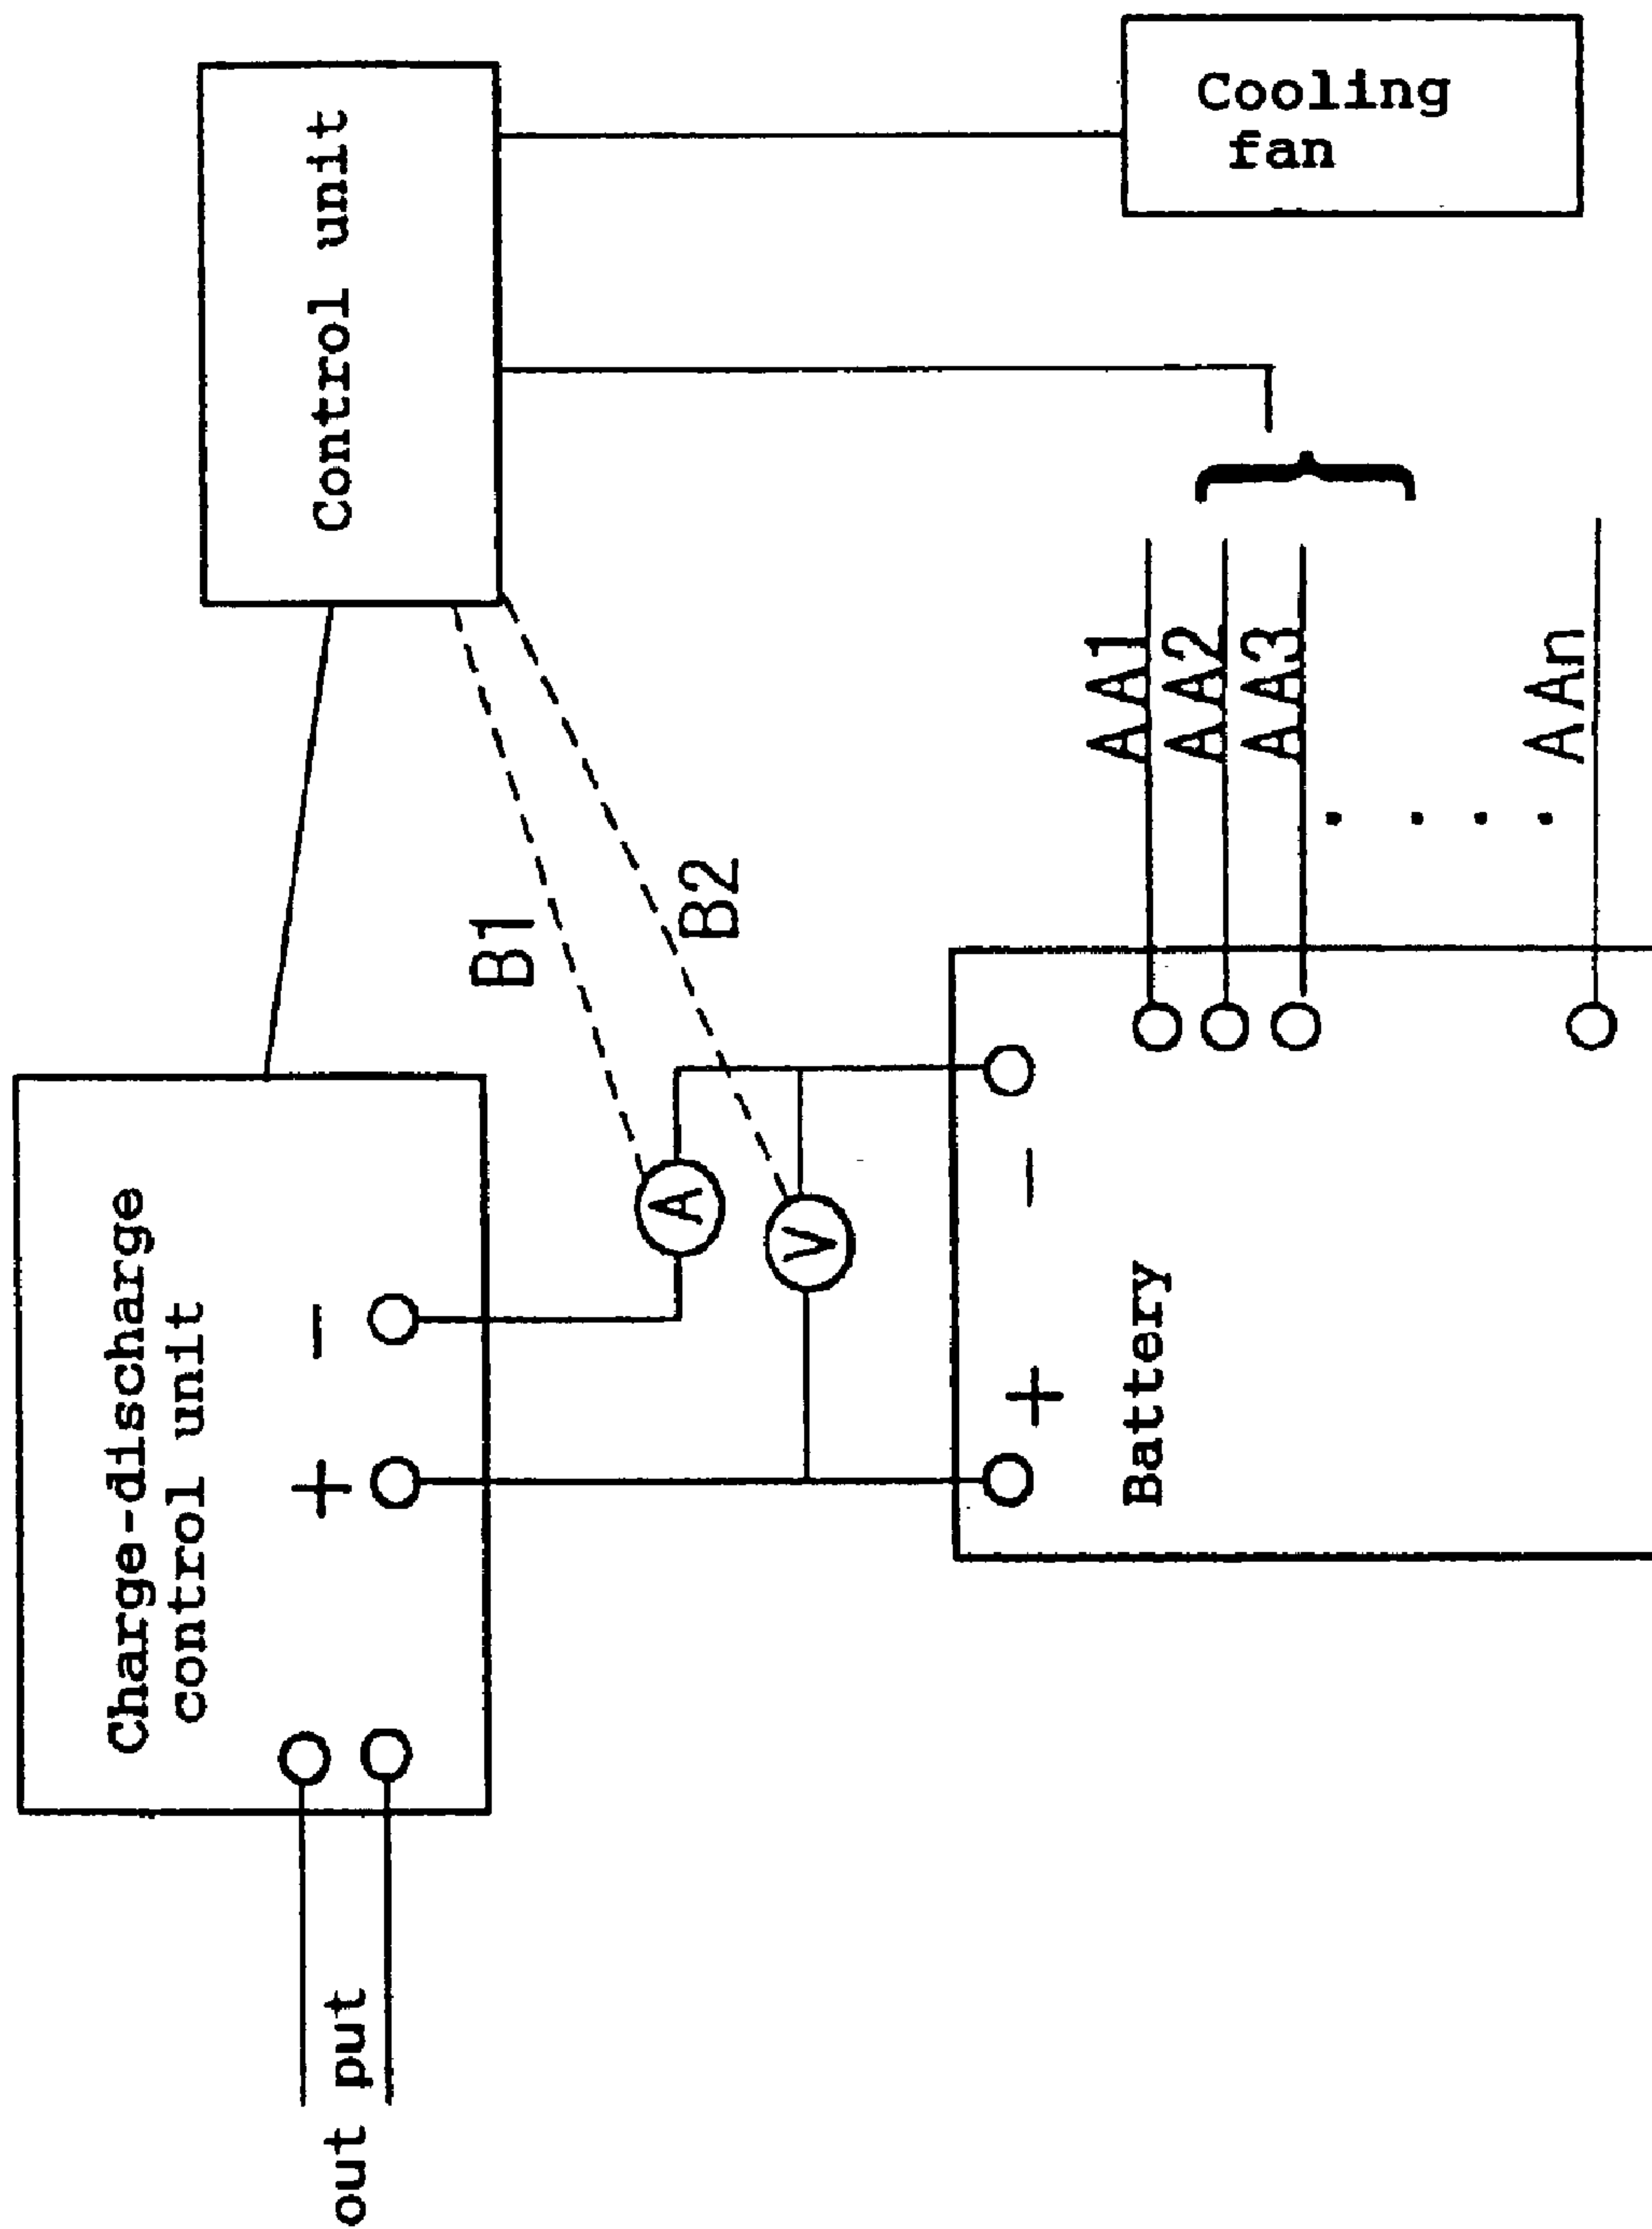 Charge-discharge
control unit
+
−
out put
Control unit
Cooling
fan
B1
B2
A
V
+
−
Battery
AA1
AA2
AA3
. . . .
AAn